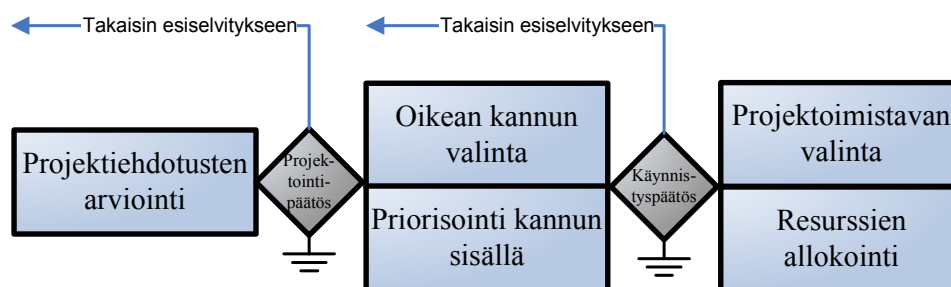 Takaisin esiselvitykseen
Takaisin esiselvitykseen
Projektiehdotusten
arviointi
Projek-
tointi-
päätös
Oikean kannun
valinta
Priorisointi kannun
sisällä
Käynnis-
tyspäätös
Projektoimistavan
valinta
Resurssien
allokointi